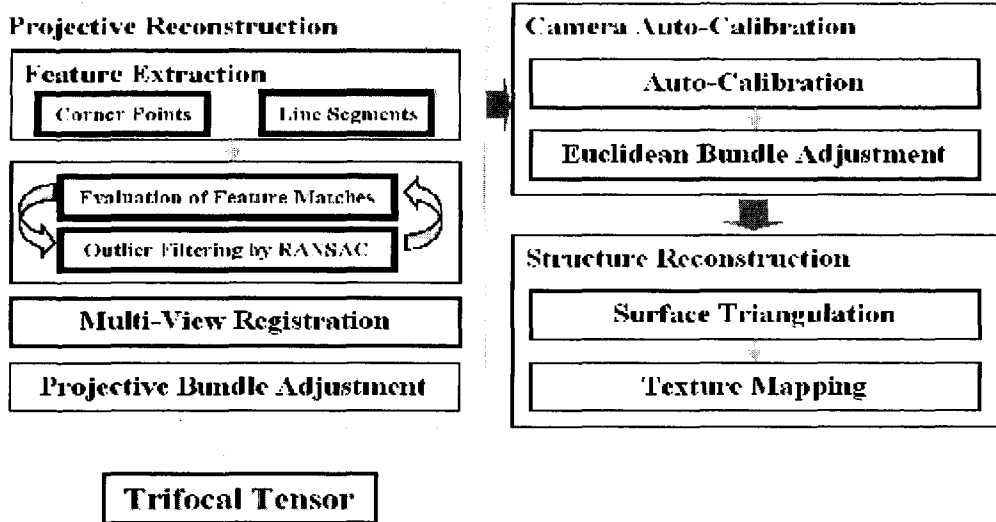 Projective Reconstruction
Feature Extraction
Corner Points
Line Segments
Evaluation of Feature Matches
Outlier Filtering by RANSAC
Multi-View Registration
Projective Bundle Adjustment
Trifocal Tensor
Camera Auto-Calibration
Auto-Calibration
Euclidean Bundle Adjustment
Structure Reconstruction
Surface Triangulation
Texture Mapping